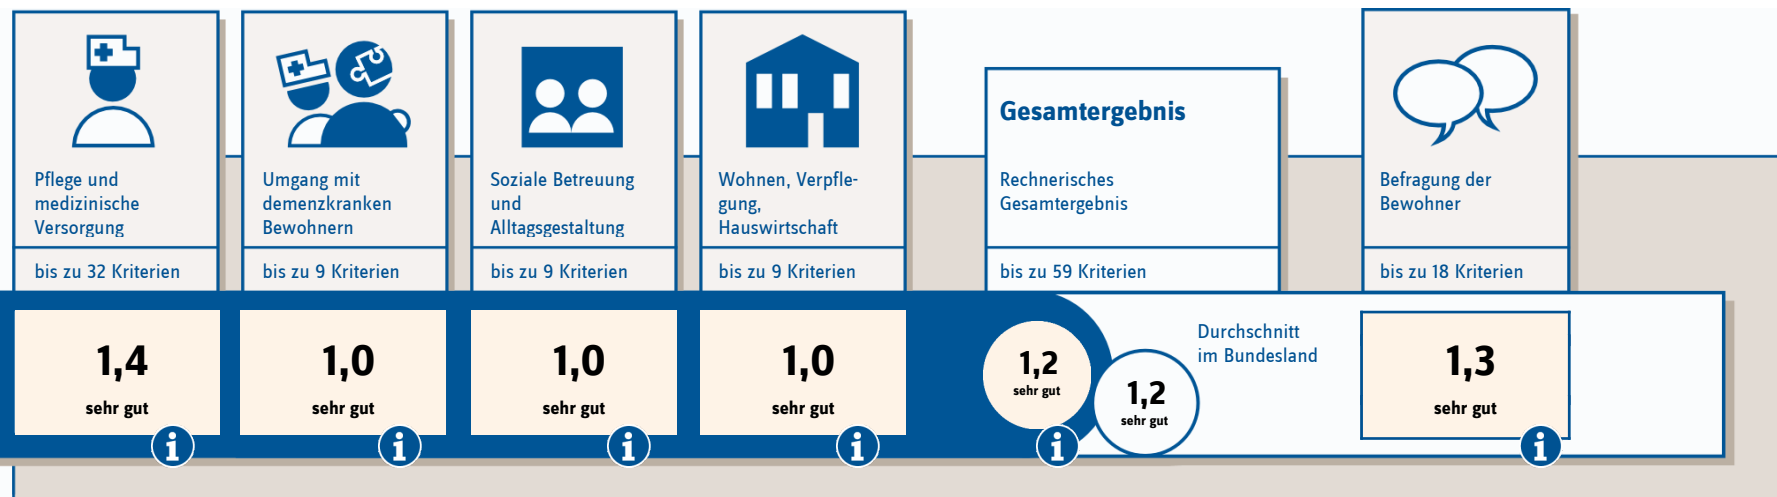 Pflege und
medizinische
Versorgung
bis zu 32 Kriterien
1,4
sehr gut
i
Umgang mit
demenzkranken
Bewohnern
bis zu 9 Kriterien
1,0
sehr gut
i
Soziale Betreuung
und
Alltagsgestaltung
bis zu 9 Kriterien
1,0
sehr gut
i
Wohnen, Verpfle-
gung,
Hauswirtschaft
bis zu 9 Kriterien
1,0
sehr gut
i
Gesamtergebnis
Rechnerisches
Gesamtergebnis
bis zu 59 Kriterien
1,2
sehr gut
i
1,2
sehr gut
Durchschnitt
im Bundesland
Befragung der
Bewohner
bis zu 18 Kriterien
1,3
sehr gut
i